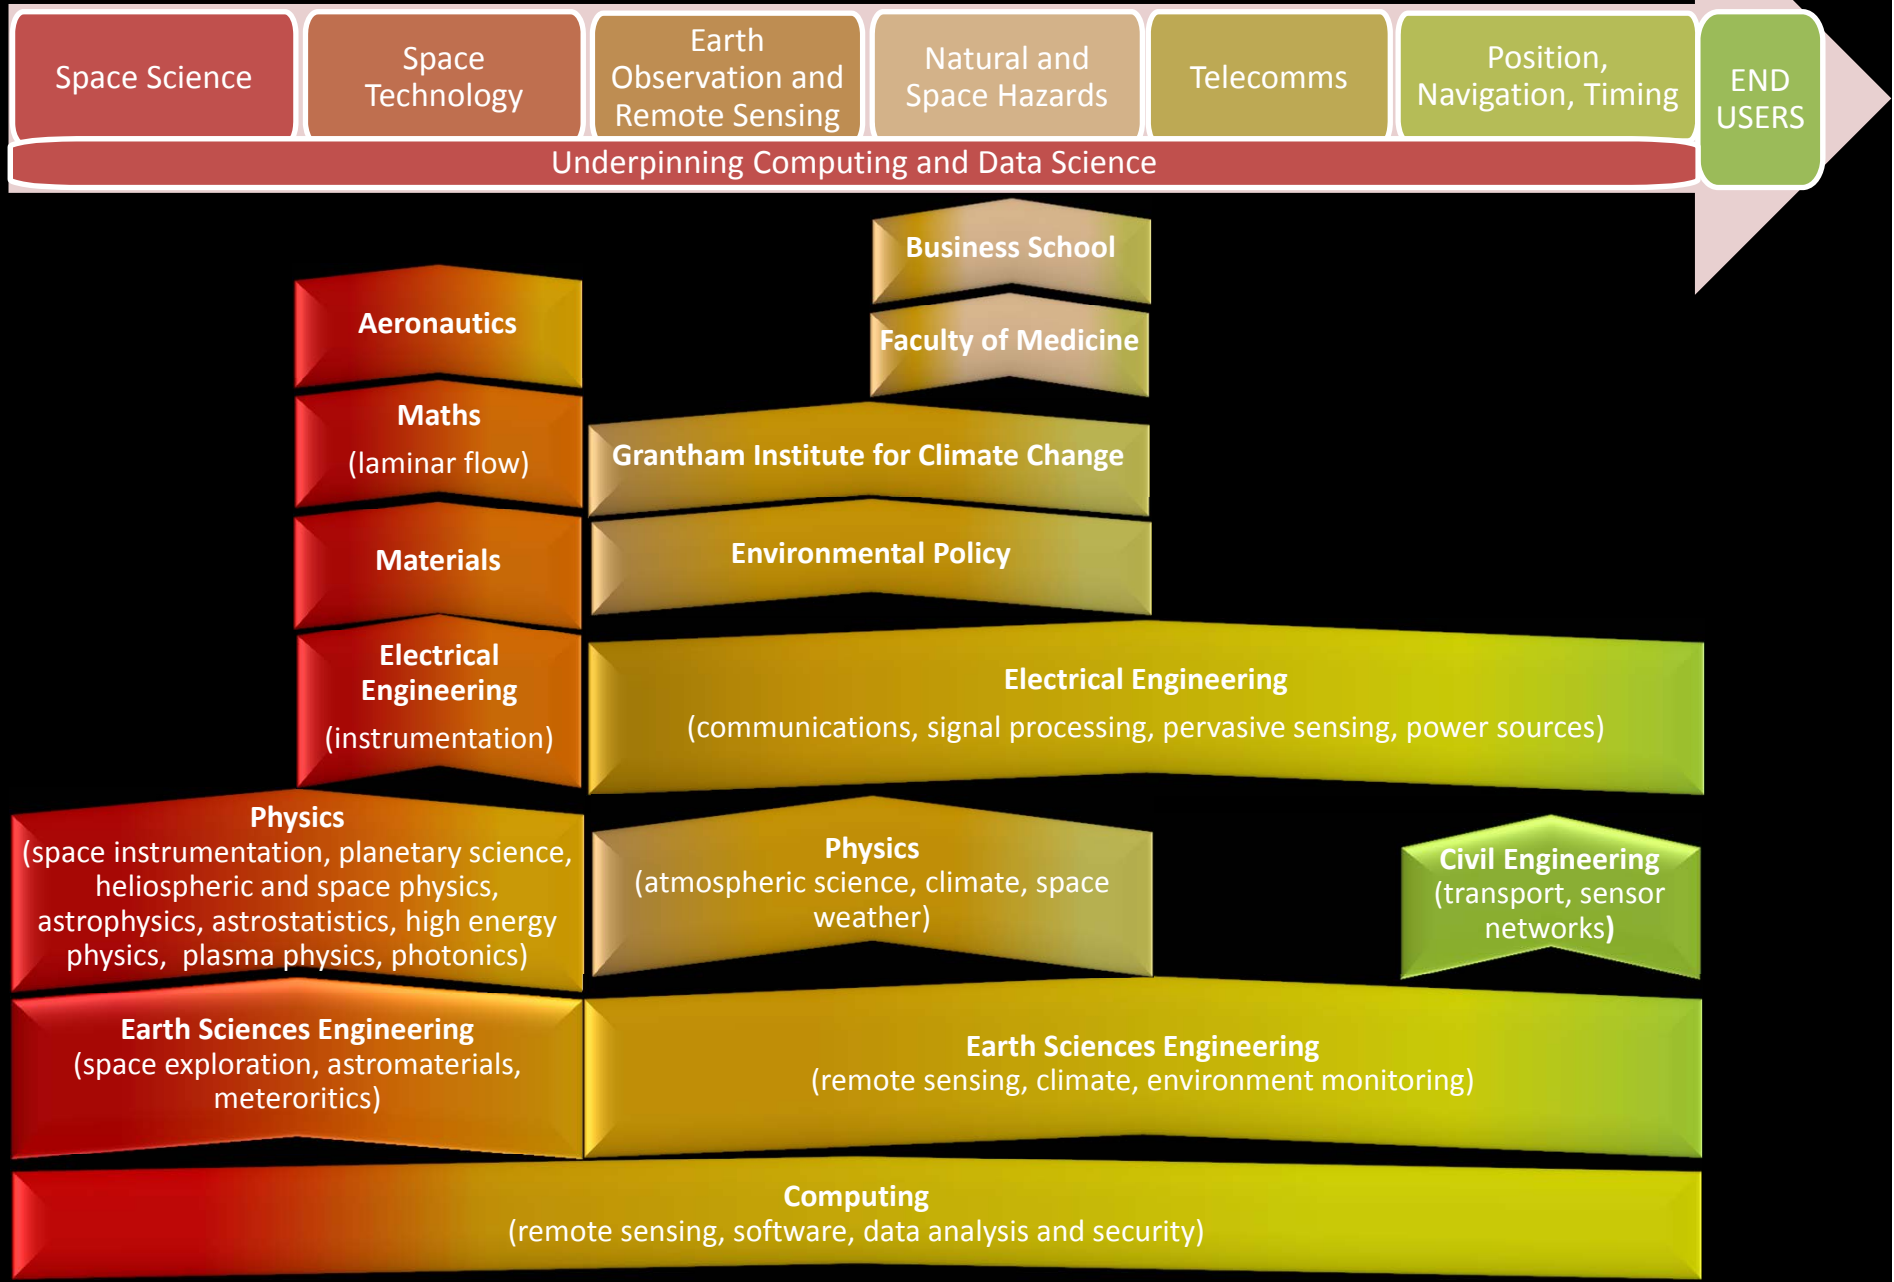 Space Science
Space
Technology
Earth
Observation and
Remote Sensing
Natural and
Space Hazards
Telecomms
Position,
Navigation, Timing
END
USERS
Underpinning Computing and Data Science
Business School
Aeronautics
Faculty of Medicine
Maths
(laminar flow)
Grantham Institute for Climate Change
Materials
Environmental Policy
Electrical
Engineering
(instrumentation)
Electrical Engineering
(communications, signal processing, pervasive sensing, power sources)
Physics
(space instrumentation, planetary science,
heliospheric and space physics,
astrophysics, astrostatistics, high energy
physics,  plasma physics, photonics)
Physics
(atmospheric science, climate, space
weather)
Civil Engineering
(transport, sensor
networks)
Earth Sciences Engineering
(space exploration, astromaterials,
meteroritics)
Earth Sciences Engineering
(remote sensing, climate, environment monitoring)
Computing
(remote sensing, software, data analysis and security)